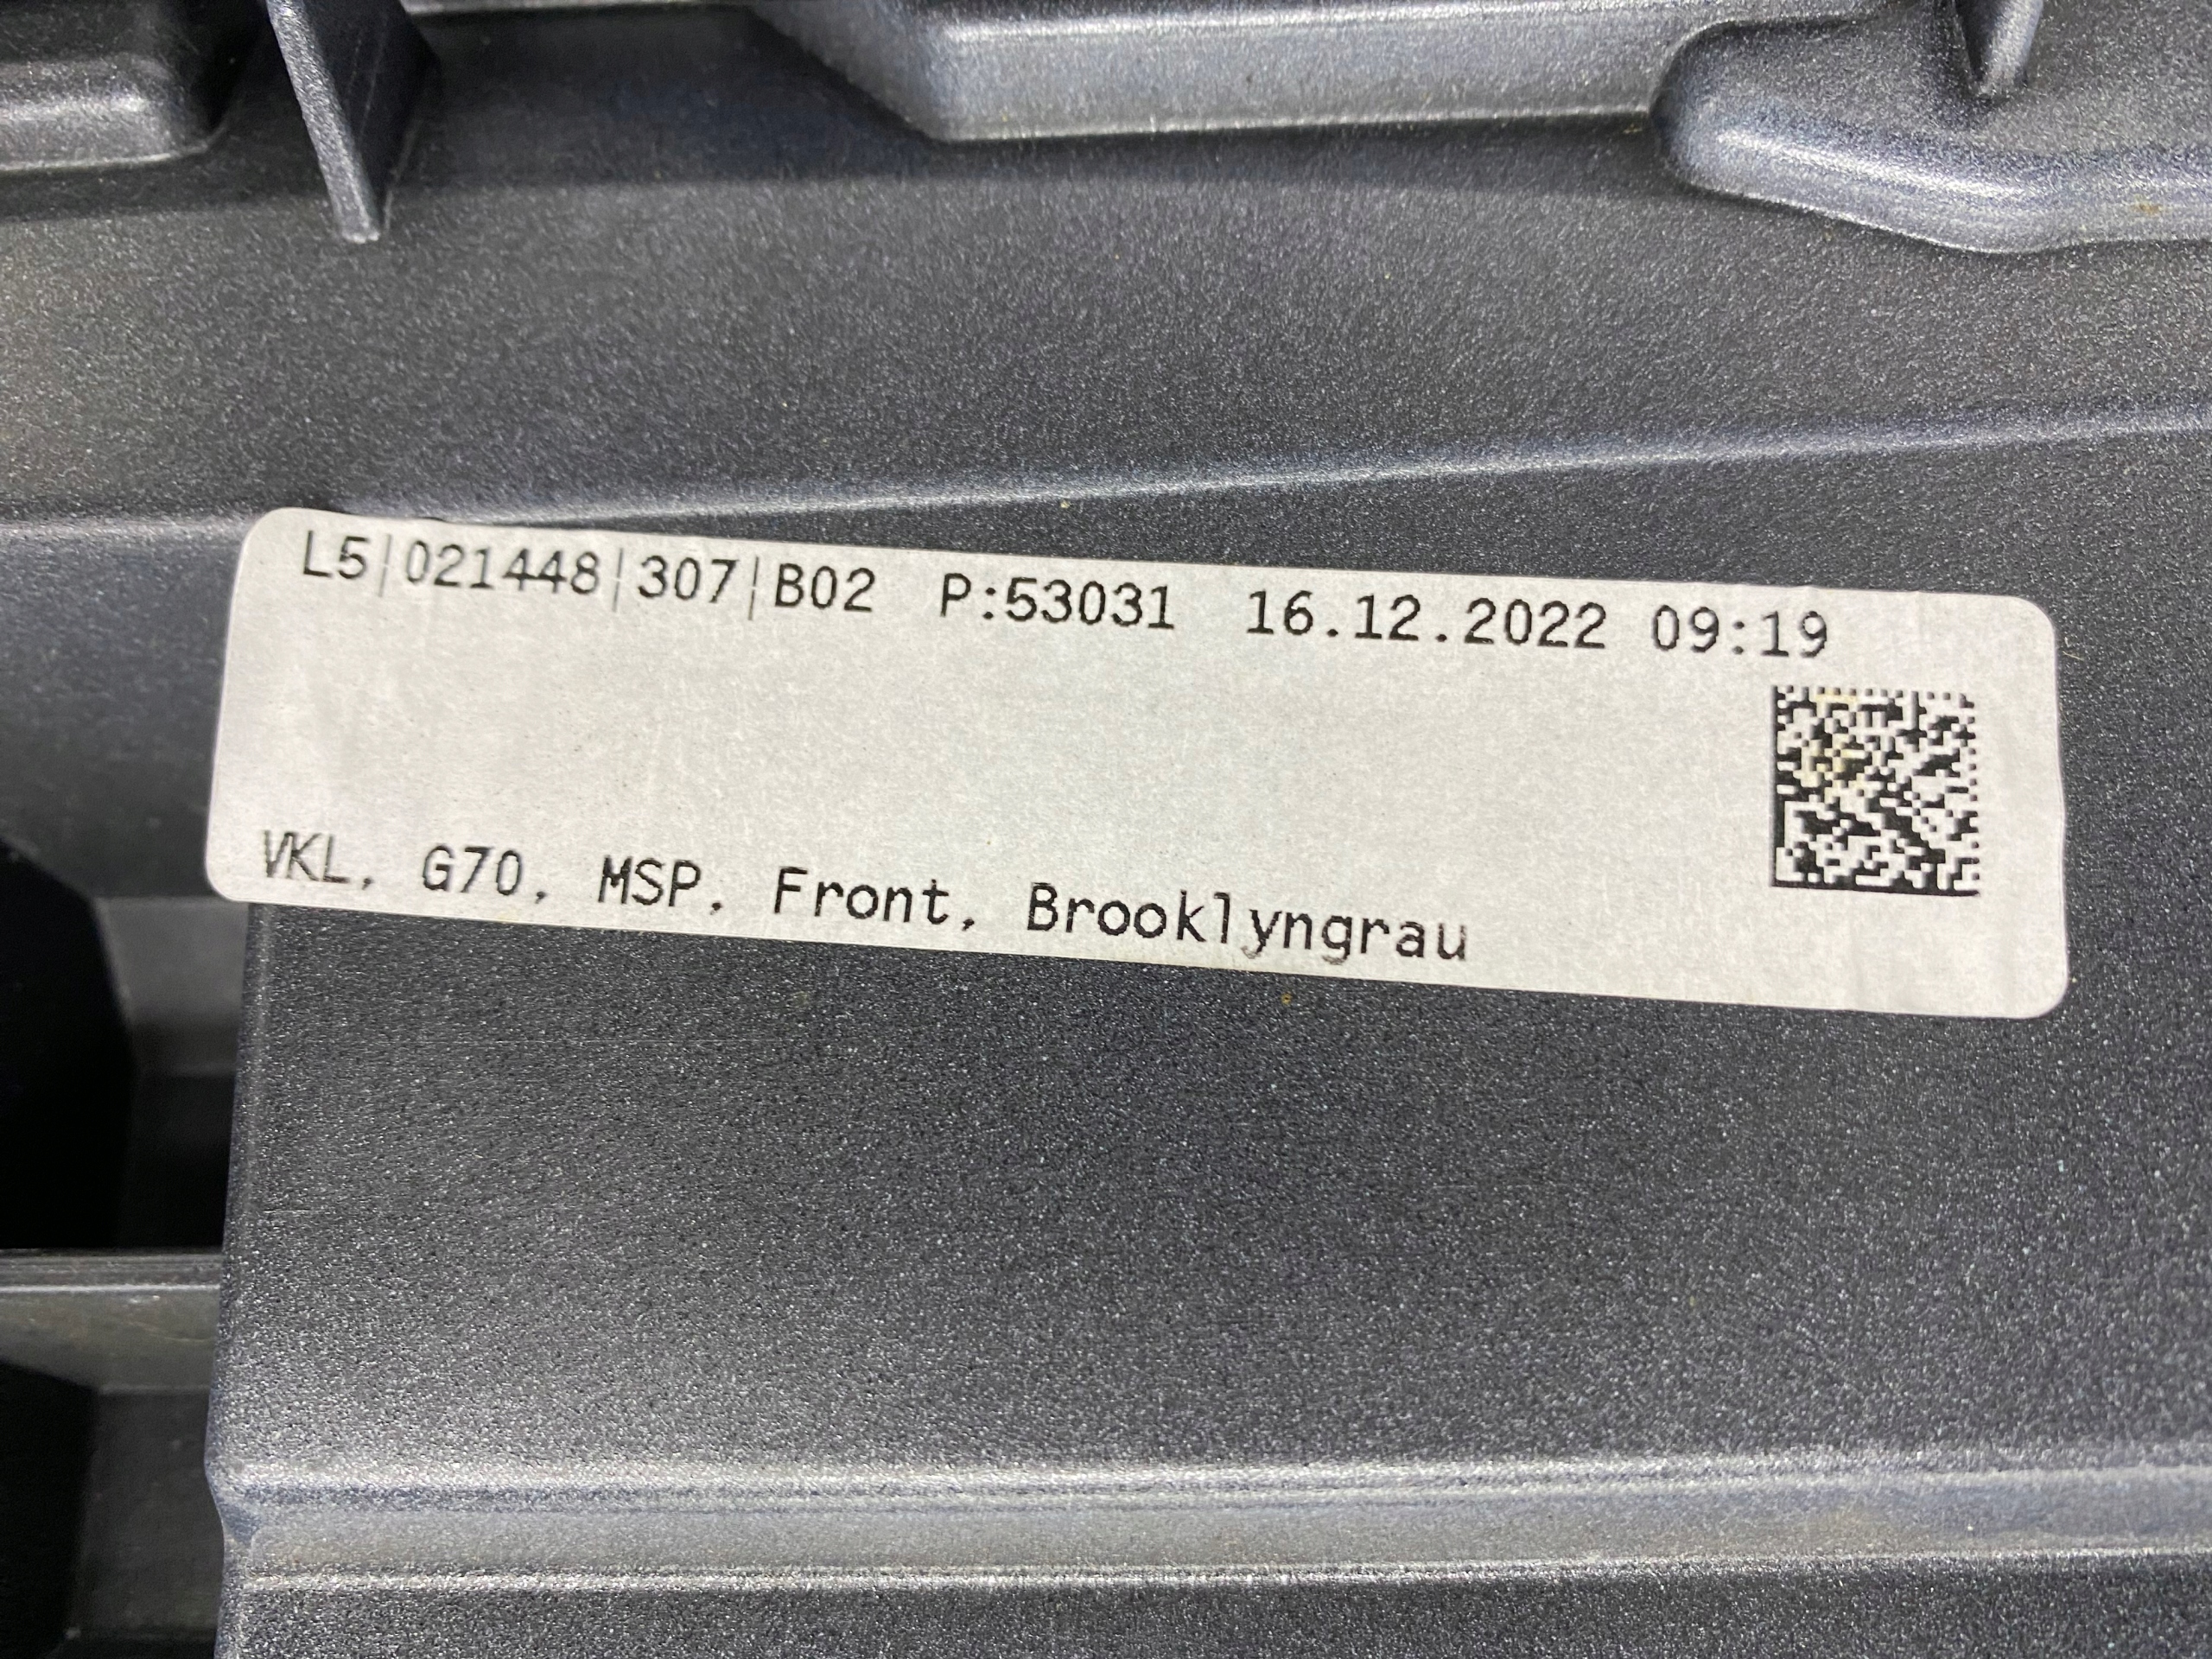 L5|021448|307|B02 P:53031 16.12.2022 09:19
VKL, G70, MSP, Front, Brooklyngrau